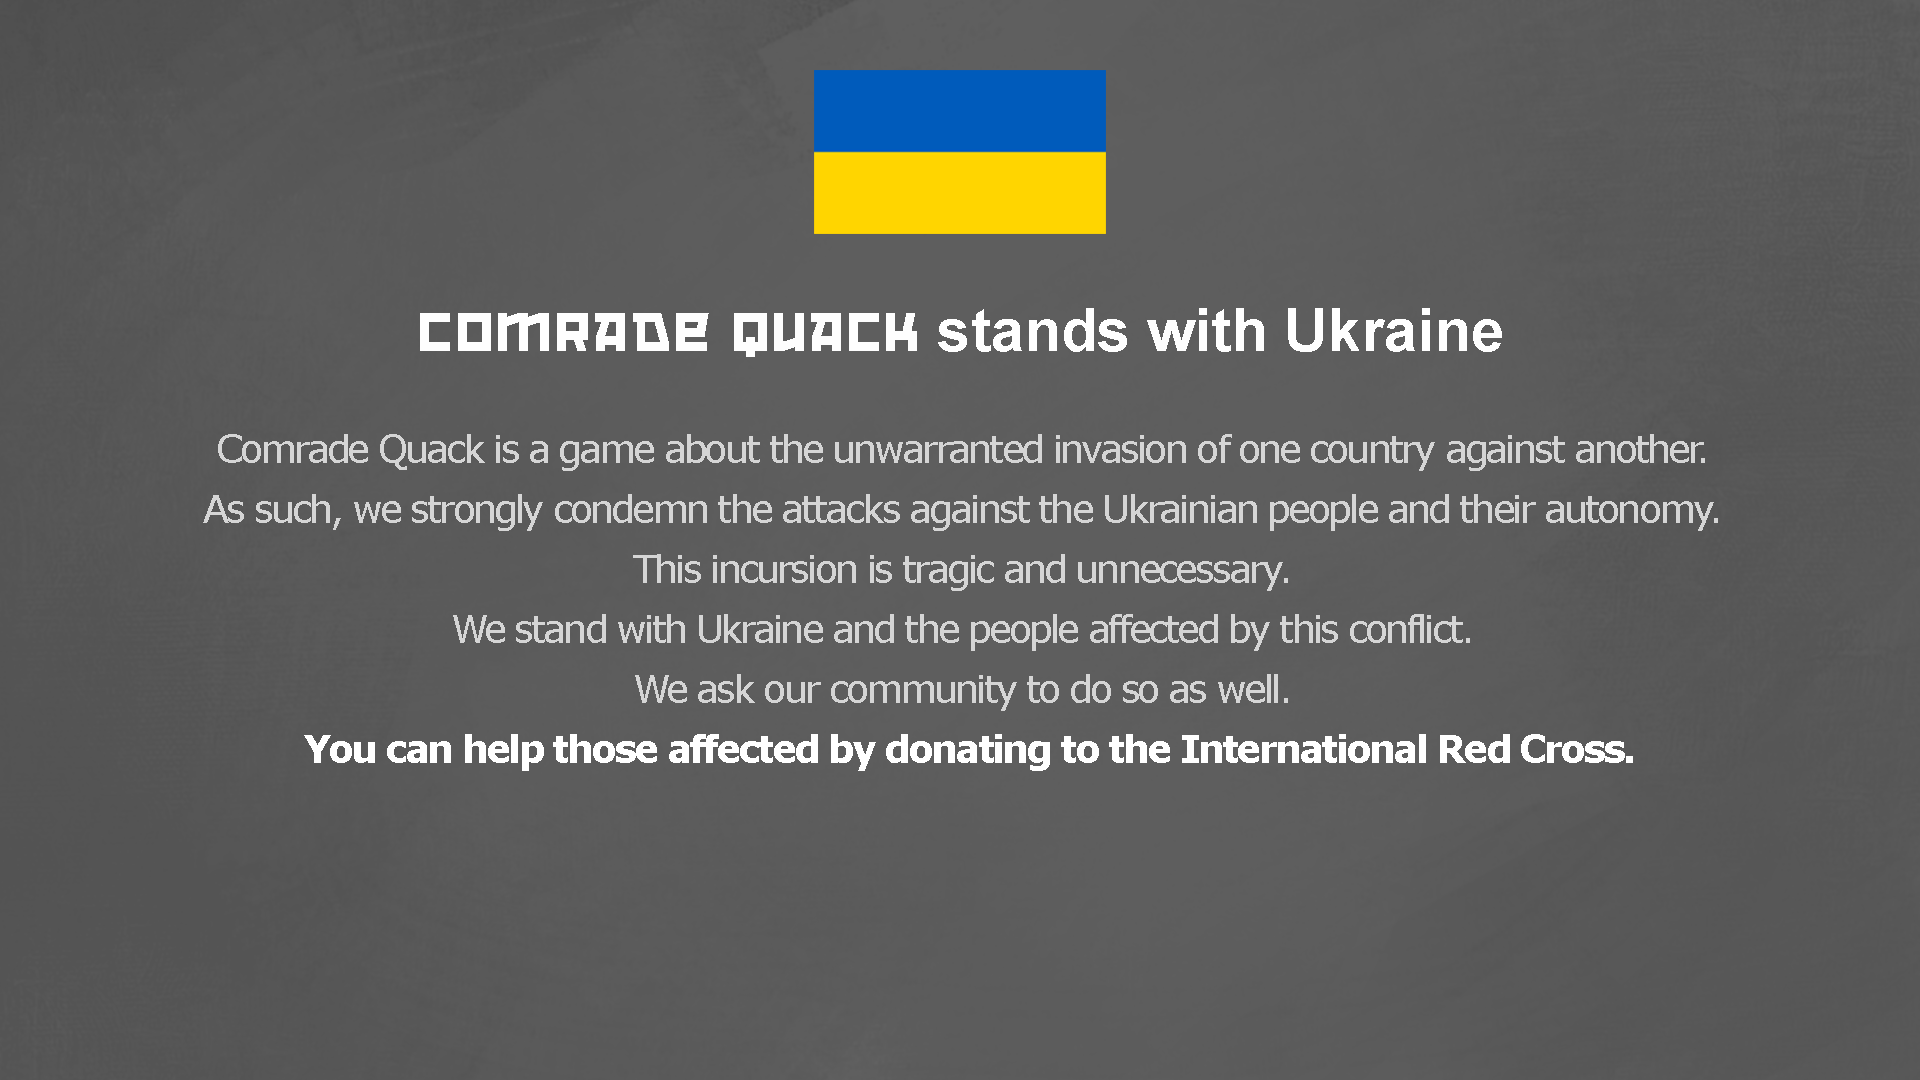 COMRADE QUACK stands with Ukraine
Comrade Quack is a game about the unwarranted invasion of one country against another.
As such, we strongly condemn the attacks against the Ukrainian people and their autonomy.
This incursion is tragic and unnecessary.
We stand with Ukraine and the people affected by this conflict.
We ask our community to do so as well.
You can help those affected by donating to the International Red Cross.